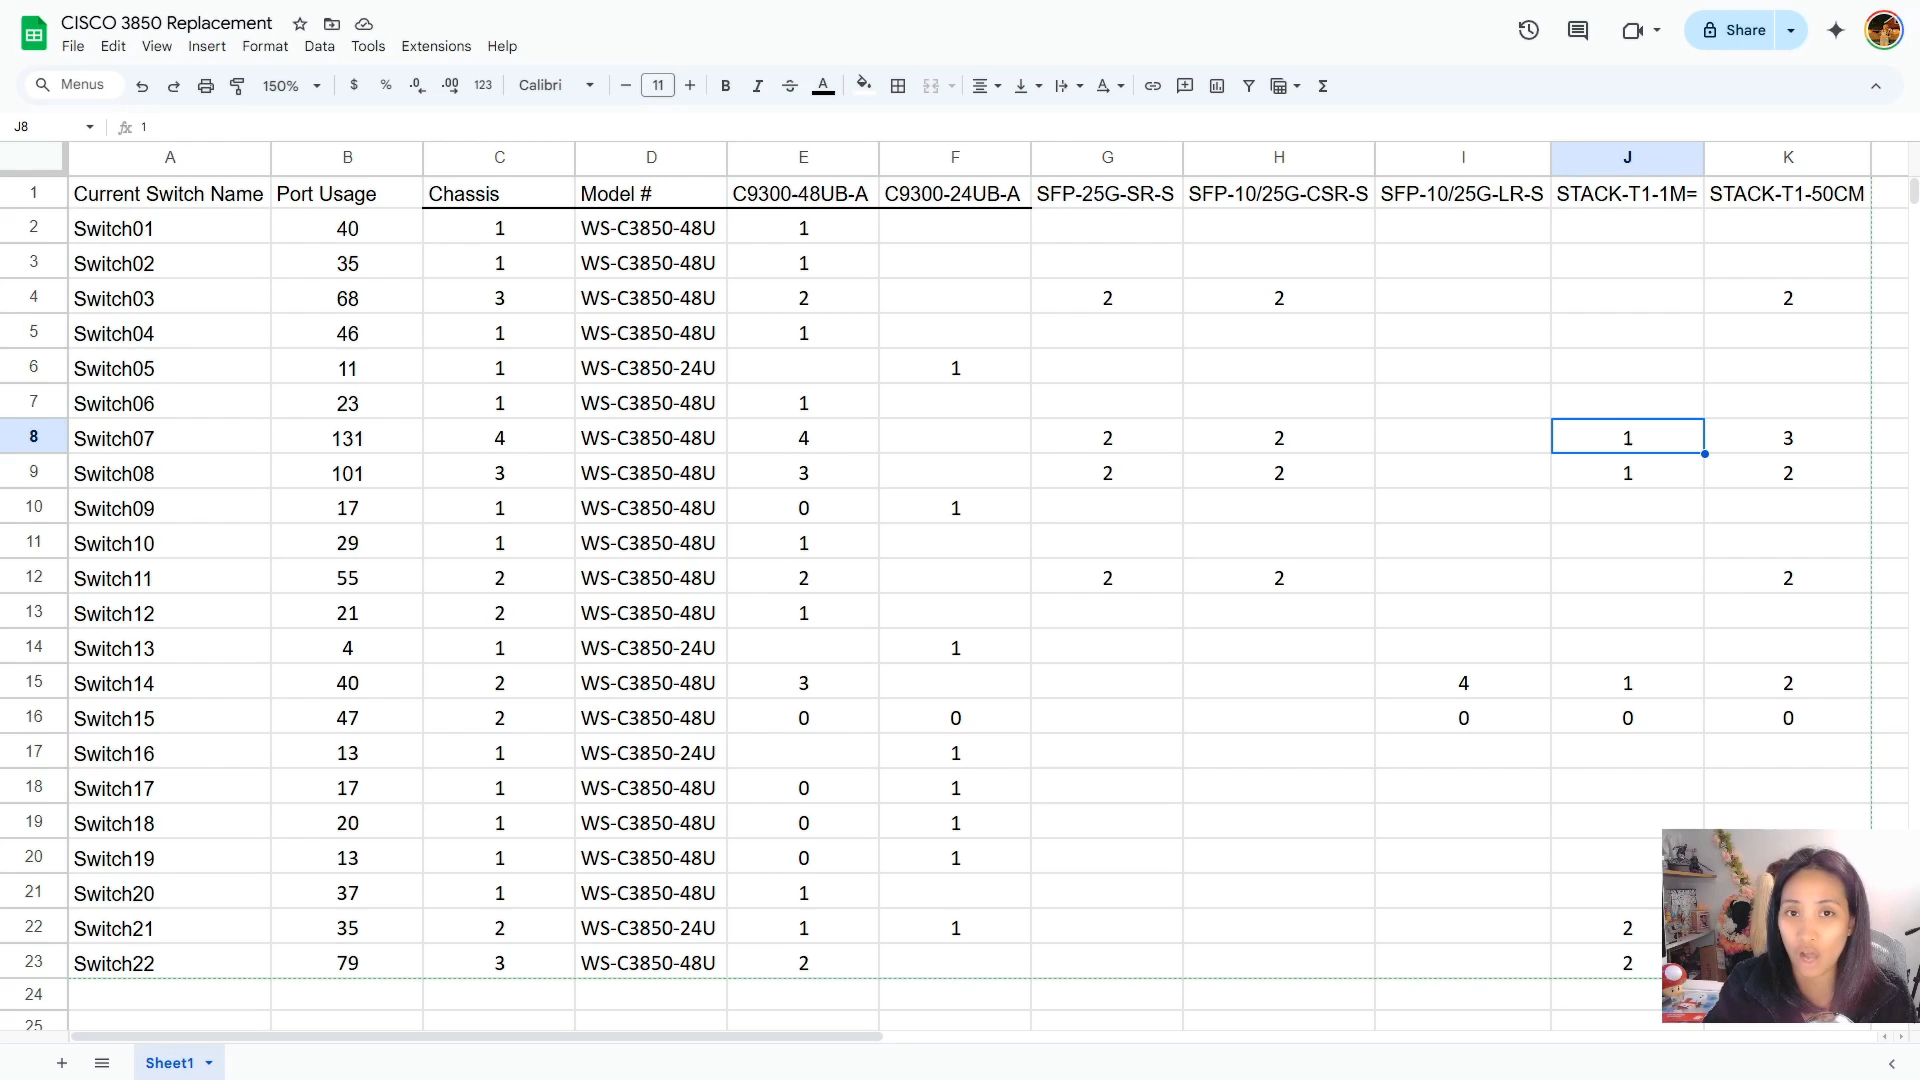 CISCO 3850 Replacement
File Edit View Insert Format Data Tools Extensions Help
Share
Menus 150% $ % .0 .00 123 Calibri 11 B I A Σ
J8 fx 1
A B C D E F G H I J K
1 Current Switch Name Port Usage Chassis Model # C9300-48UB-A C9300-24UB-A SFP-25G-SR-S SFP-10/25G-CSR-S SFP-10/25G-LR-S STACK-T1-1M= STACK-T1-50CM
2 Switch01 40 1 WS-C3850-48U 1
3 Switch02 35 1 WS-C3850-48U 1
4 Switch03 68 3 WS-C3850-48U 2 2 2 2
5 Switch04 46 1 WS-C3850-48U 1
6 Switch05 11 1 WS-C3850-24U 1
7 Switch06 23 1 WS-C3850-48U 1
8 Switch07 131 4 WS-C3850-48U 4 2 2 1 3
9 Switch08 101 3 WS-C3850-48U 3 2 2 1 2
10 Switch09 17 1 WS-C3850-48U 0 1
11 Switch10 29 1 WS-C3850-48U 1
12 Switch11 55 2 WS-C3850-48U 2 2 2 2
13 Switch12 21 2 WS-C3850-48U 1
14 Switch13 4 1 WS-C3850-24U 1
15 Switch14 40 2 WS-C3850-48U 3 4 1 2
16 Switch15 47 2 WS-C3850-48U 0 0 0 0 0
17 Switch16 13 1 WS-C3850-24U 1
18 Switch17 17 1 WS-C3850-48U 0 1
19 Switch18 20 1 WS-C3850-48U 0 1
20 Switch19 13 1 WS-C3850-48U 0 1
21 Switch20 37 1 WS-C3850-48U 1
22 Switch21 35 2 WS-C3850-24U 1 1 2
23 Switch22 79 3 WS-C3850-48U 2 2
24
25
Sheet1